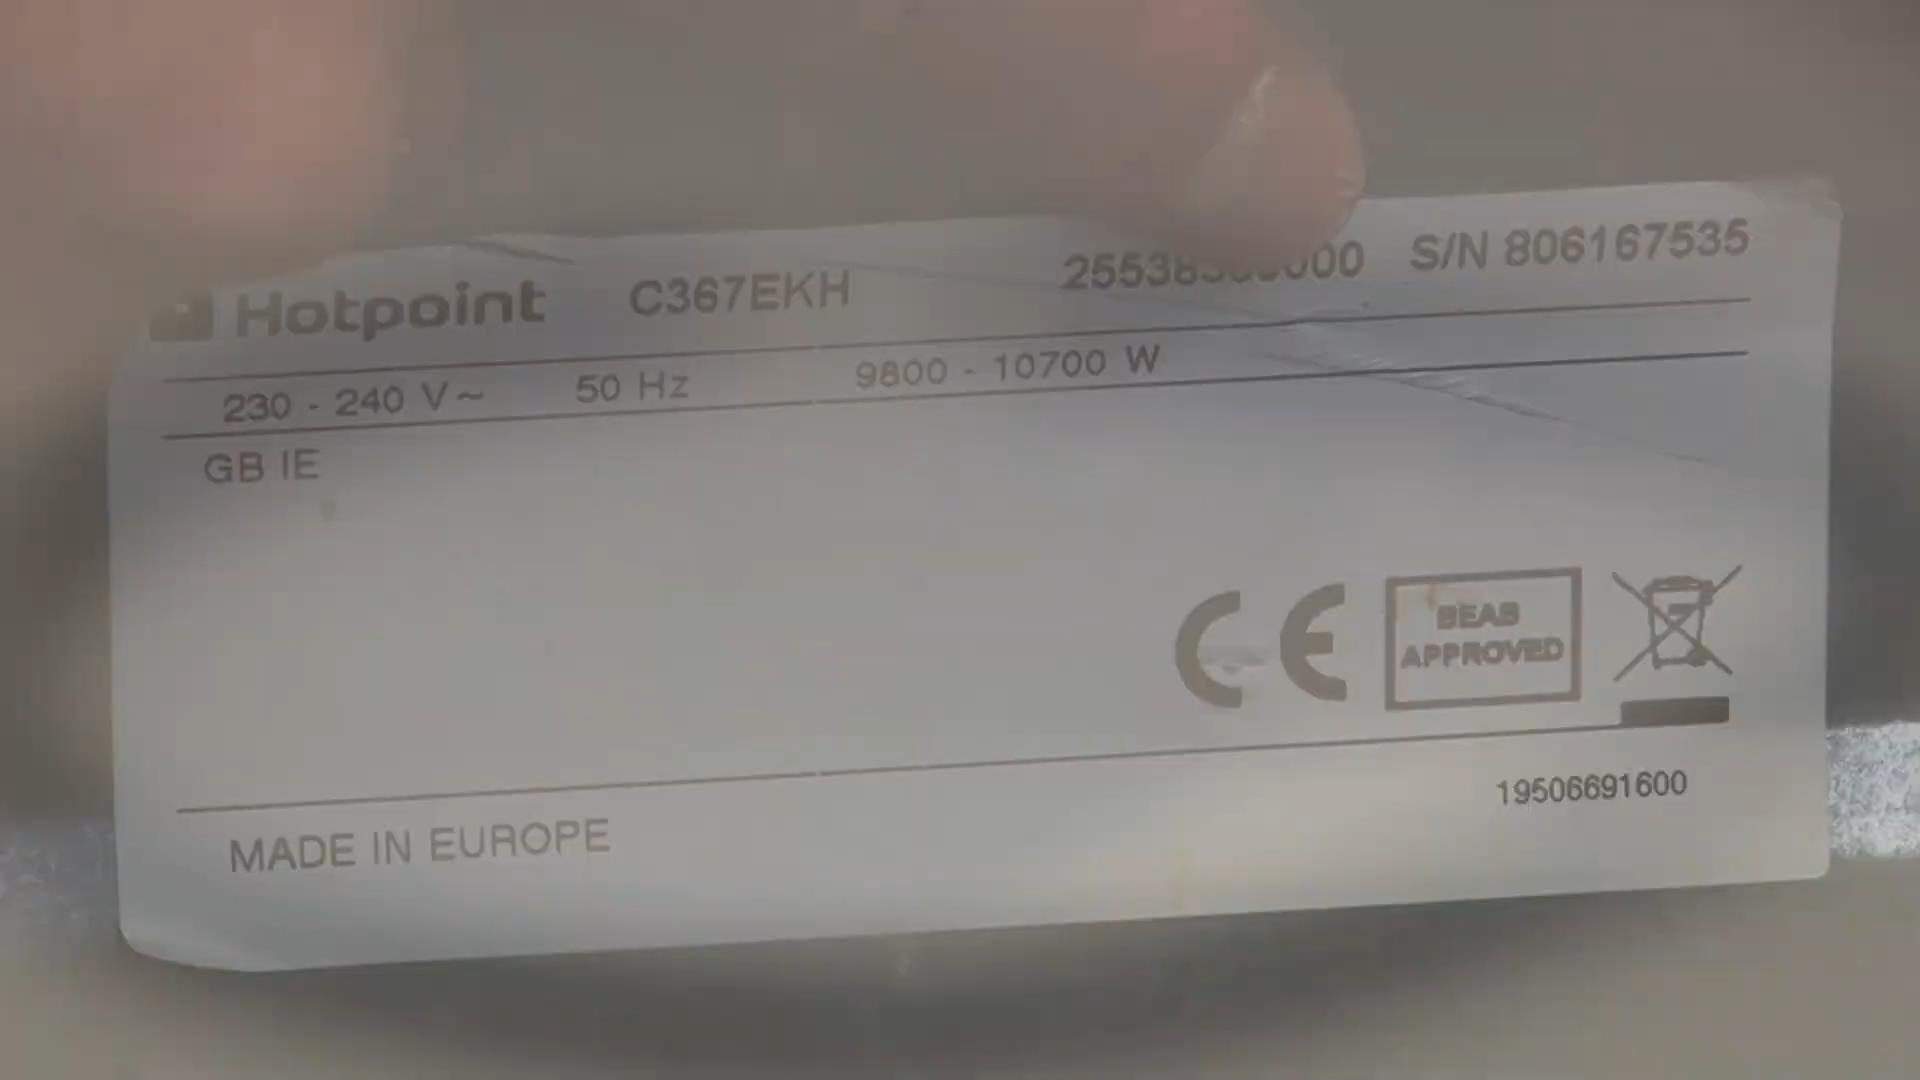 Hotpoint C367EKH S/N 806167535
230 - 240 V~ 50 Hz 9800 - 10700 W
GB IE
BEAB
APPROVED
19506691600
MADE IN EUROPE